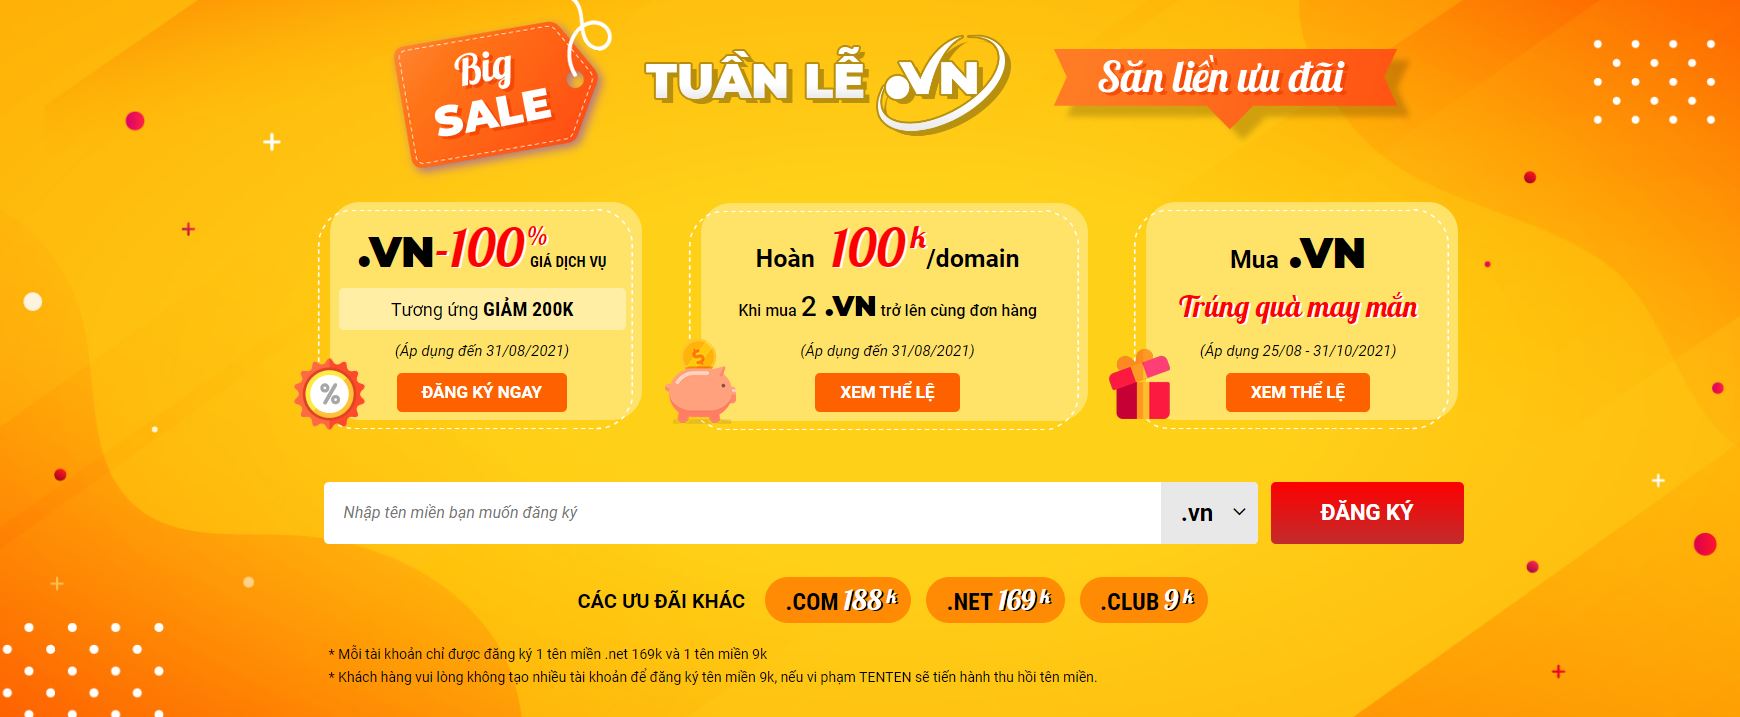 Big
SALE
TUẦN LỄ .VN
Săn liền ưu đãi
.VN-100% GIÁ DỊCH VỤ
Tương ứng GIẢM 200K
(Áp dụng đến 31/08/2021)
ĐĂNG KÝ NGAY
Hoàn 100k/domain
Khi mua 2 .VN trở lên cùng đơn hàng
(Áp dụng đến 31/08/2021)
XEM THỂ LỆ
Mua .VN
Trúng quà may mắn
(Áp dụng 25/08 - 31/10/2021)
XEM THỂ LỆ
Nhập tên miền bạn muốn đăng ký
.vn
ĐĂNG KÝ
CÁC ƯU ĐÃI KHÁC
.COM 188k
.NET 169k
.CLUB 9k
* Mỗi tài khoản chỉ được đăng ký 1 tên miền .net 169k và 1 tên miền 9k
* Khách hàng vui lòng không tạo nhiều tài khoản để đăng ký tên miền 9k, nếu vi phạm TENTEN sẽ tiến hành thu hồi tên miền.